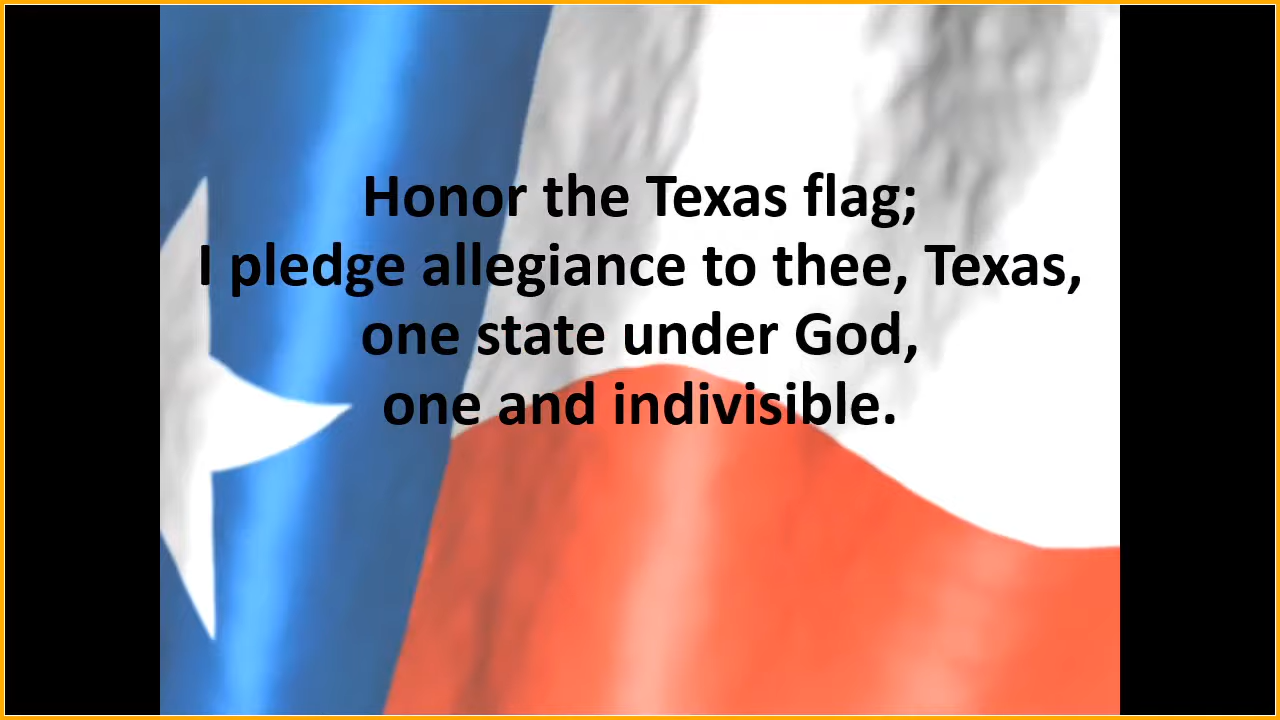 Honor the Texas flag;
I pledge allegiance to thee, Texas,
one state under God,
one and indivisible.